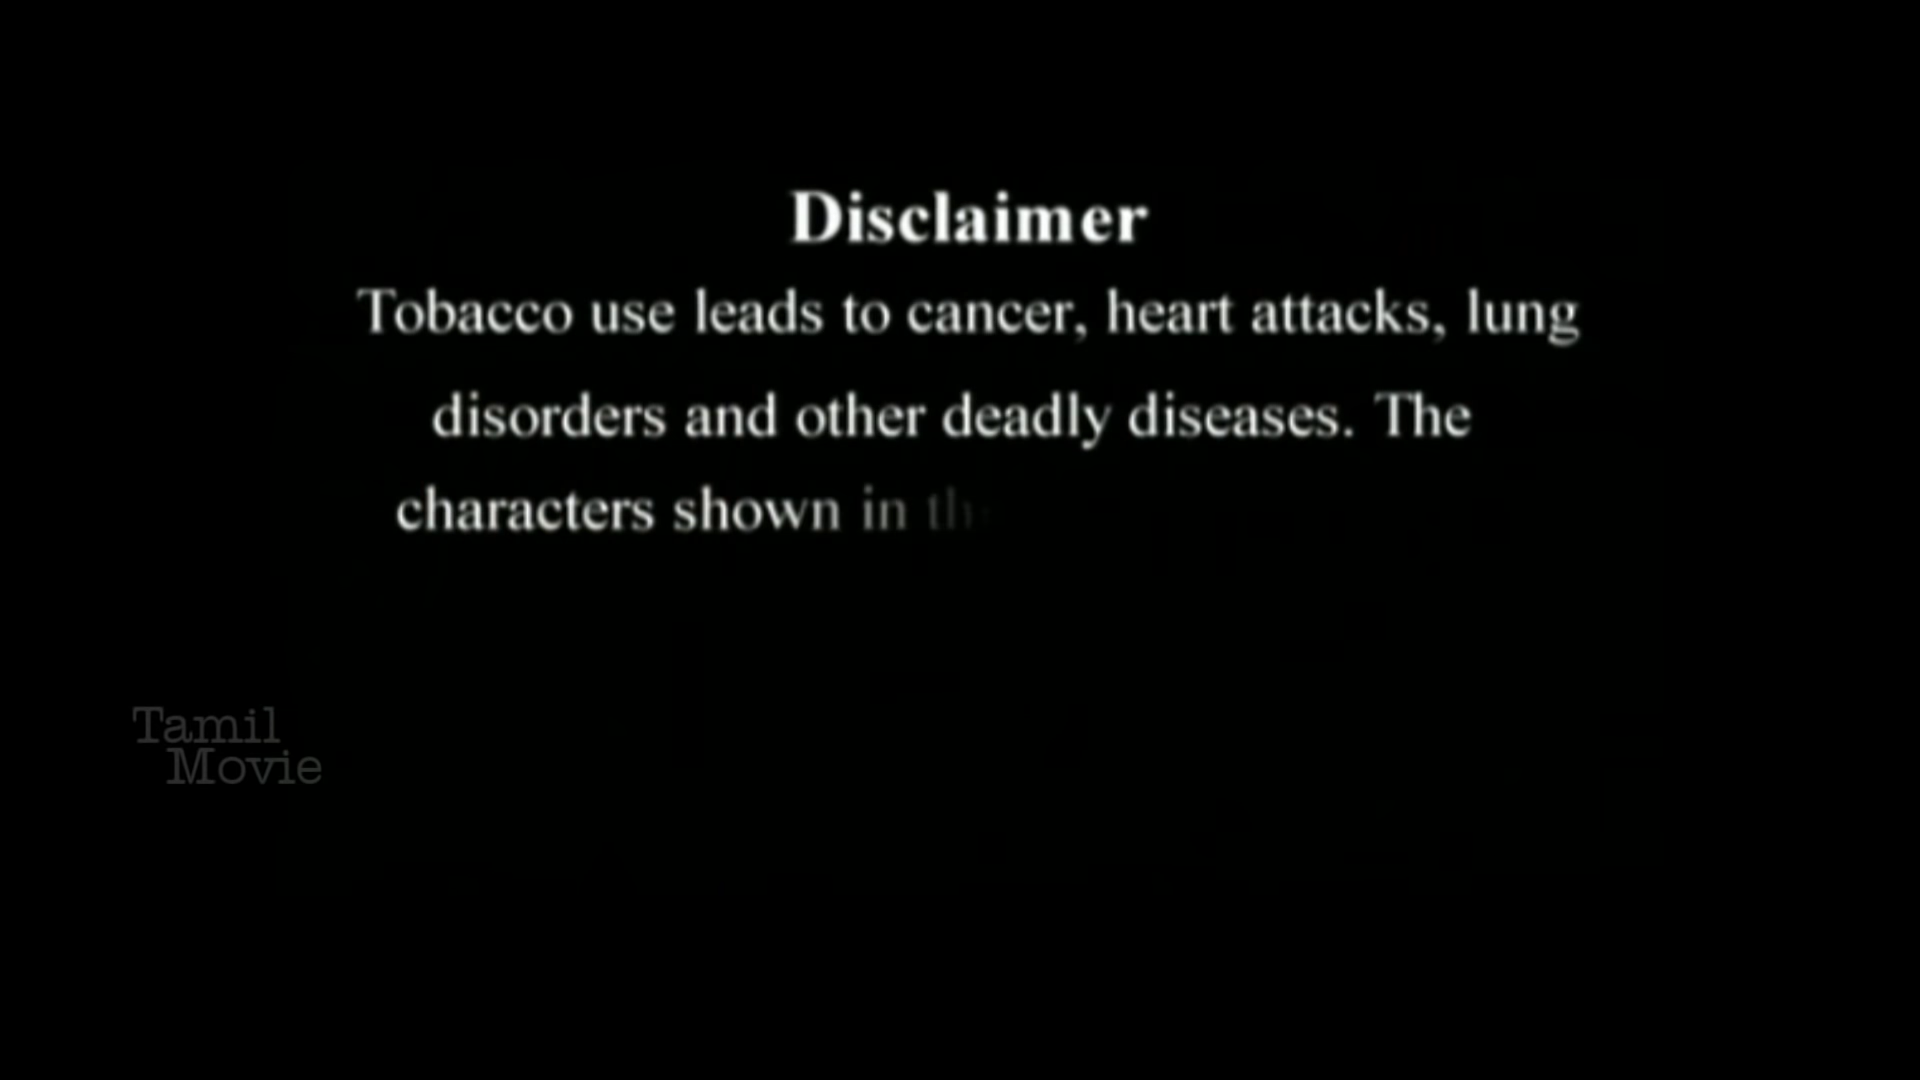 Disclaimer
Tobacco use leads to cancer, heart attacks, lung
disorders and other deadly diseases. The
characters shown in
Tamil
Movie